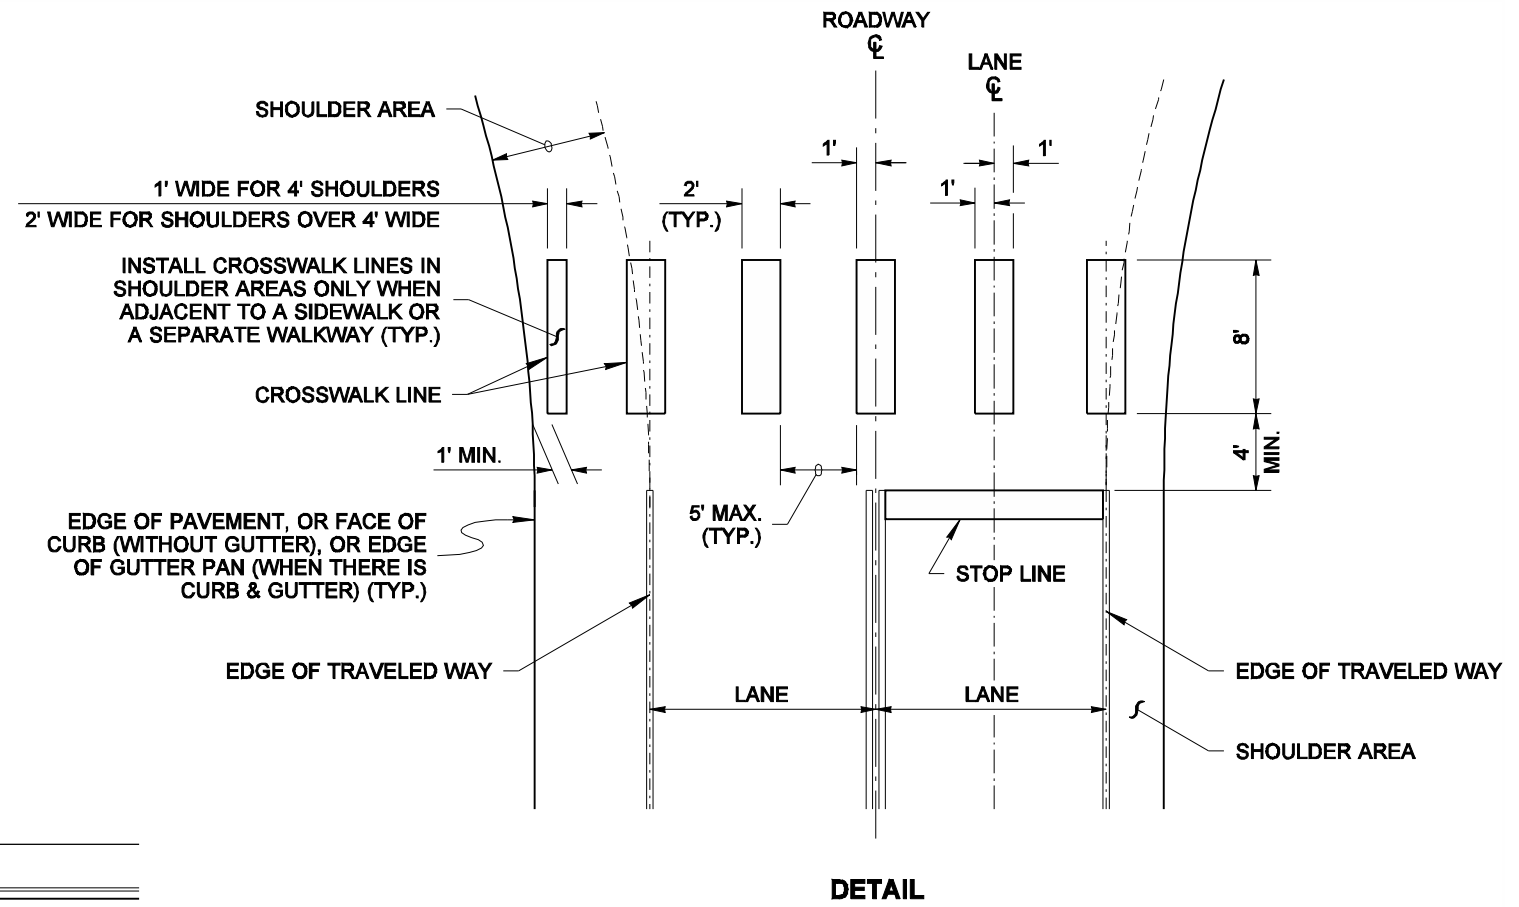 ROADWAY
℄
LANE
℄
SHOULDER AREA
1'
1'
1' WIDE FOR 4' SHOULDERS
2' WIDE FOR SHOULDERS OVER 4' WIDE
2'
(TYP.)
1'
INSTALL CROSSWALK LINES IN
SHOULDER AREAS ONLY WHEN
ADJACENT TO A SIDEWALK OR
A SEPARATE WALKWAY (TYP.)
8'
CROSSWALK LINE
1' MIN.
4'
MIN.
5' MAX.
(TYP.)
EDGE OF PAVEMENT, OR FACE OF
CURB (WITHOUT GUTTER), OR EDGE
OF GUTTER PAN (WHEN THERE IS
CURB & GUTTER) (TYP.)
STOP LINE
EDGE OF TRAVELED WAY
EDGE OF TRAVELED WAY
LANE
LANE
SHOULDER AREA
DETAIL